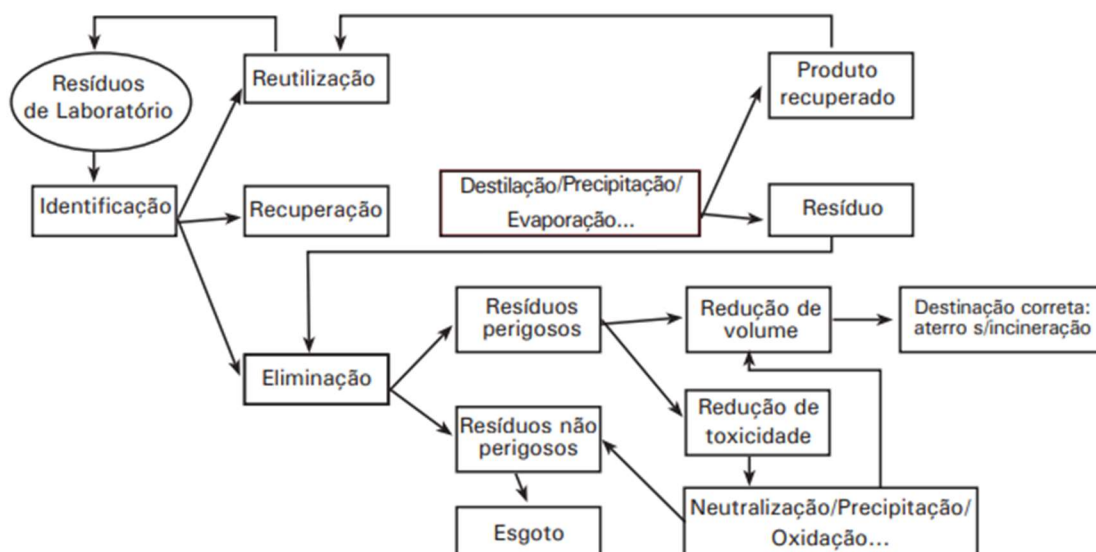 Resíduos
de Laboratório
Reutilização
Produto
recuperado
Identificação
Recuperação
Destilação/Precipitação/
Evaporação...
Resíduo
Resíduos
perigosos
Redução de
volume
Destinação correta:
aterro s/incineração
Eliminação
Resíduos não
perigosos
Redução de
toxicidade
Esgoto
Neutralização/Precipitação/
Oxidação...